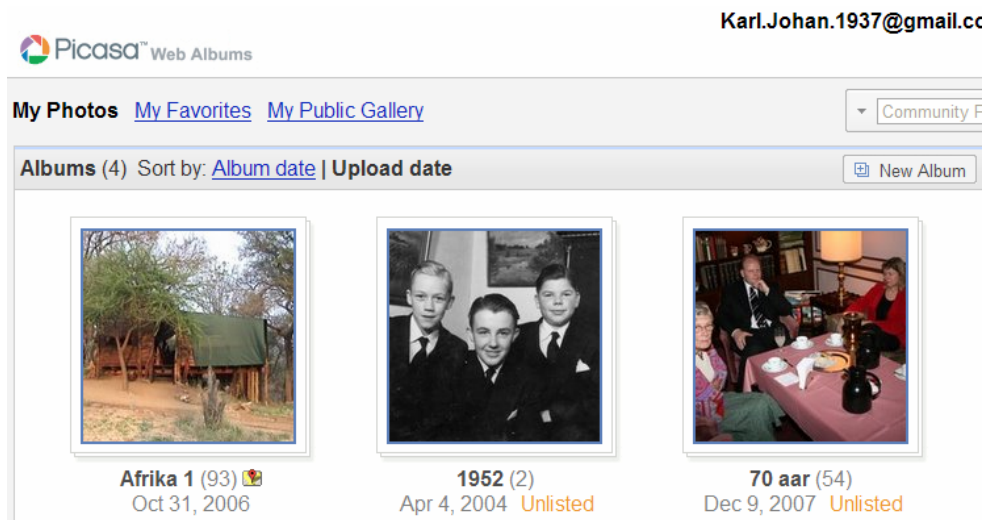 Karl.Johan.1937@gmail.co
Picasa™ Web Albums
My Photos My Favorites My Public Gallery
Community
Albums (4) Sort by: Album date | Upload date
New Album
Afrika 1 (93)
Oct 31, 2006
1952 (2)
Apr 4, 2004 Unlisted
70 aar (54)
Dec 9, 2007 Unlisted